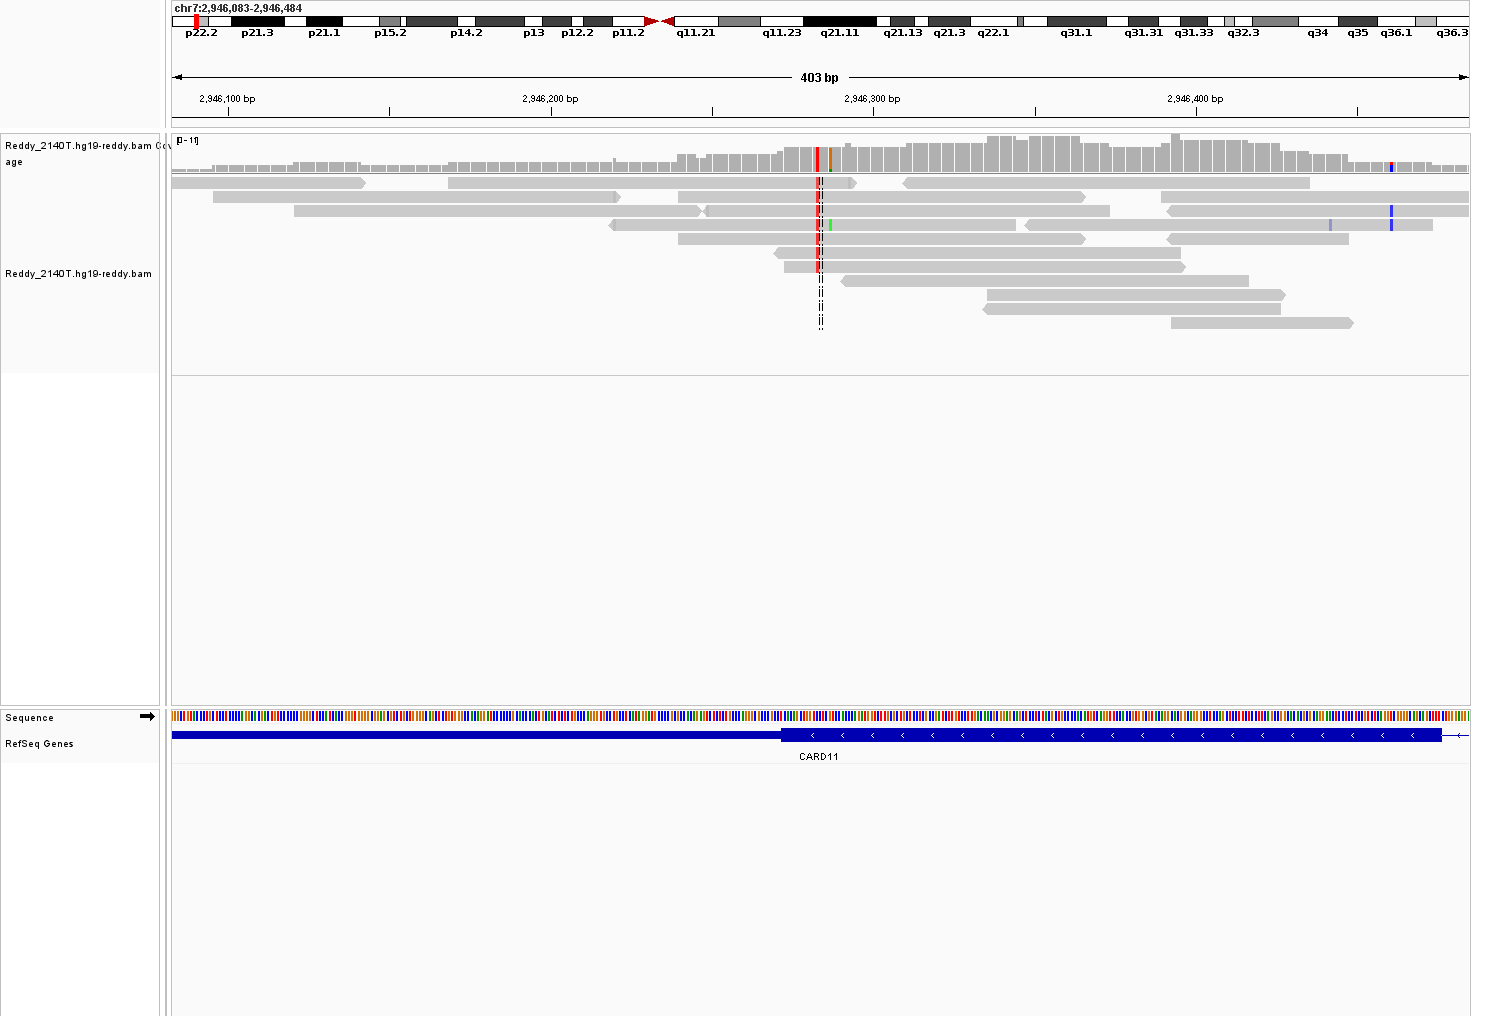 chr7:2,946,083-2,946,484
p22.2 p21.3 p21.1 p15.2 p14.2 p13 p12.2 p11.2 q11.21 q11.23 q21.11 q21.13 q21.3 q22.1 q31.1 q31.31 q31.33 q32.3 q34 q35 q36.1 q36.3
403 bp
2,946,100 bp 2,946,200 bp 2,946,300 bp 2,946,400 bp
[0 - 11]
Reddy_2140T.hg19-reddy.bam Cov
age
Reddy_2140T.hg19-reddy.bam
Sequence
RefSeq Genes
CARD11